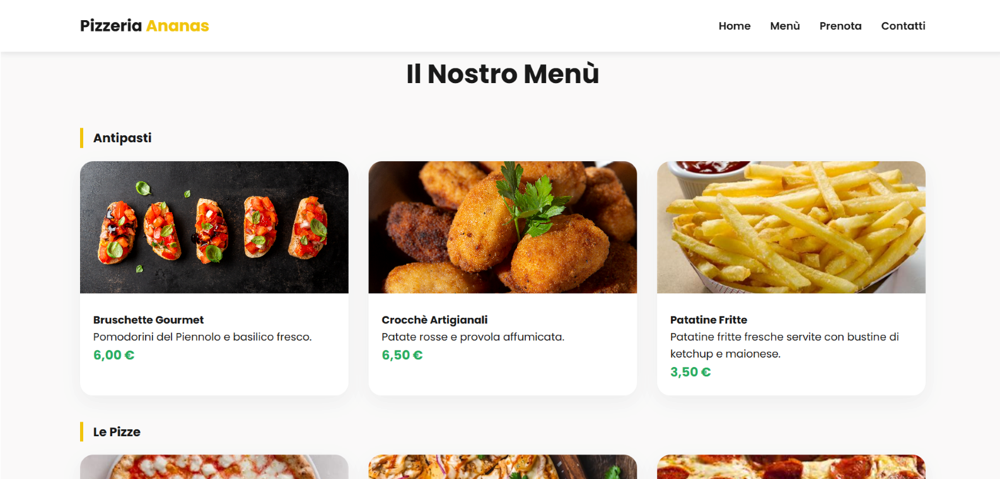 Pizzeria Ananas
Home
Menù
Prenota
Contatti
Il Nostro Menù
Antipasti
Bruschette Gourmet
Pomodorini del Piennolo e basilico fresco.
6,00 €
Crocchè Artigianali
Patate rosse e provola affumicata.
6,50 €
Patatine Fritte
Patatine fritte fresche servite con bustine di
ketchup e maionese.
3,50 €
Le Pizze